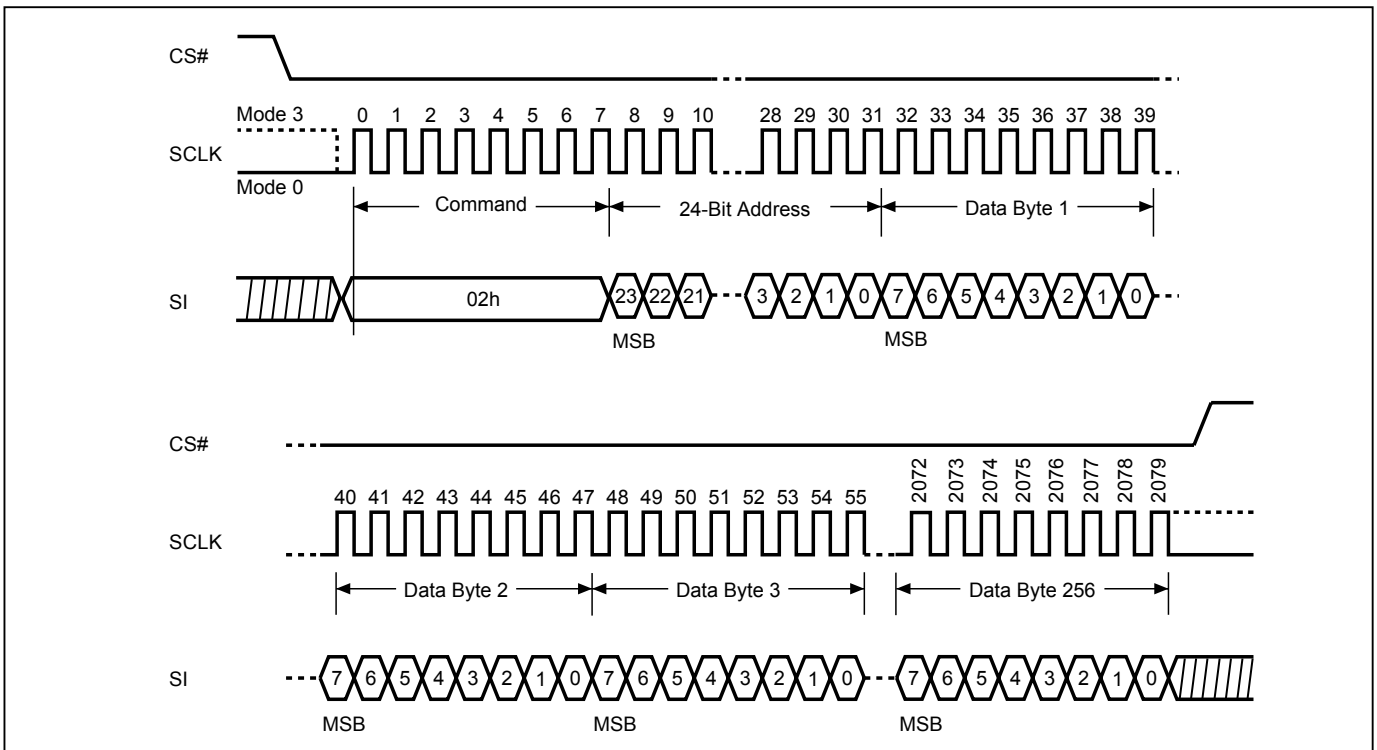 CS#
Mode 3
0 1 2 3 4 5 6 7 8 9 10 28 29 30 31 32 33 34 35 36 37 38 39
SCLK
Mode 0
Command 24-Bit Address Data Byte 1
SI 02h 23 22 21 3 2 1 0 7 6 5 4 3 2 1 0
MSB MSB
CS#
40 41 42 43 44 45 46 47 48 49 50 51 52 53 54 55 2072 2073 2074 2075 2076 2077 2078 2079
SCLK
Data Byte 2 Data Byte 3 Data Byte 256
SI 7 6 5 4 3 2 1 0 7 6 5 4 3 2 1 0 7 6 5 4 3 2 1 0
MSB MSB MSB